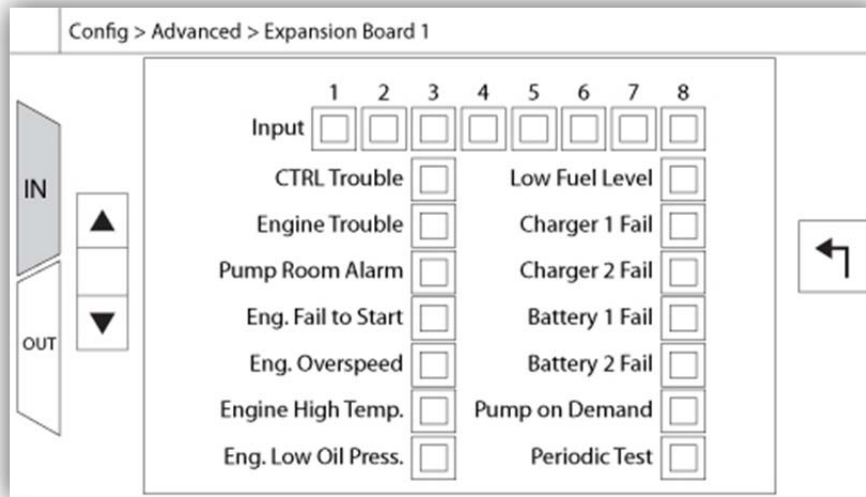 Config > Advanced > Expansion Board 1
1 2 3 4 5 6 7 8
Input
CTRL Trouble Low Fuel Level
Engine Trouble Charger 1 Fail
Pump Room Alarm Charger 2 Fail
Eng. Fail to Start Battery 1 Fail
Eng. Overspeed Battery 2 Fail
Engine High Temp. Pump on Demand
Eng. Low Oil Press. Periodic Test
IN
OUT